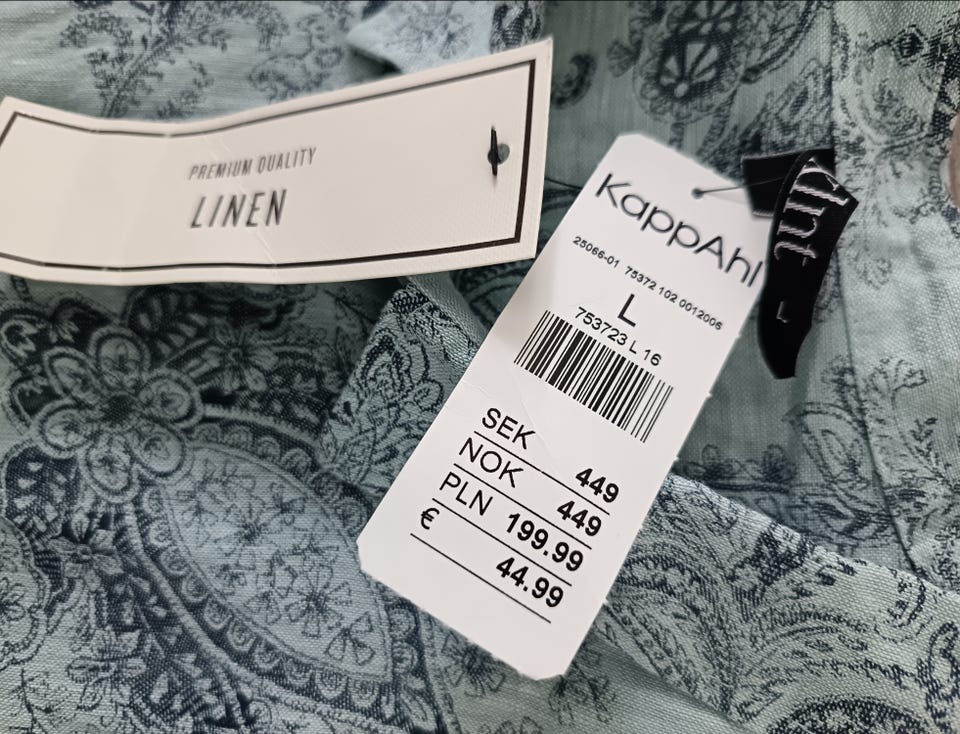 PREMIUM QUALITY
LINEN
KappAhl
25066-01 75372 102 0012006
L
753723 L 16
SEK 449
NOK 449
PLN 199.99
€ 44.99
L